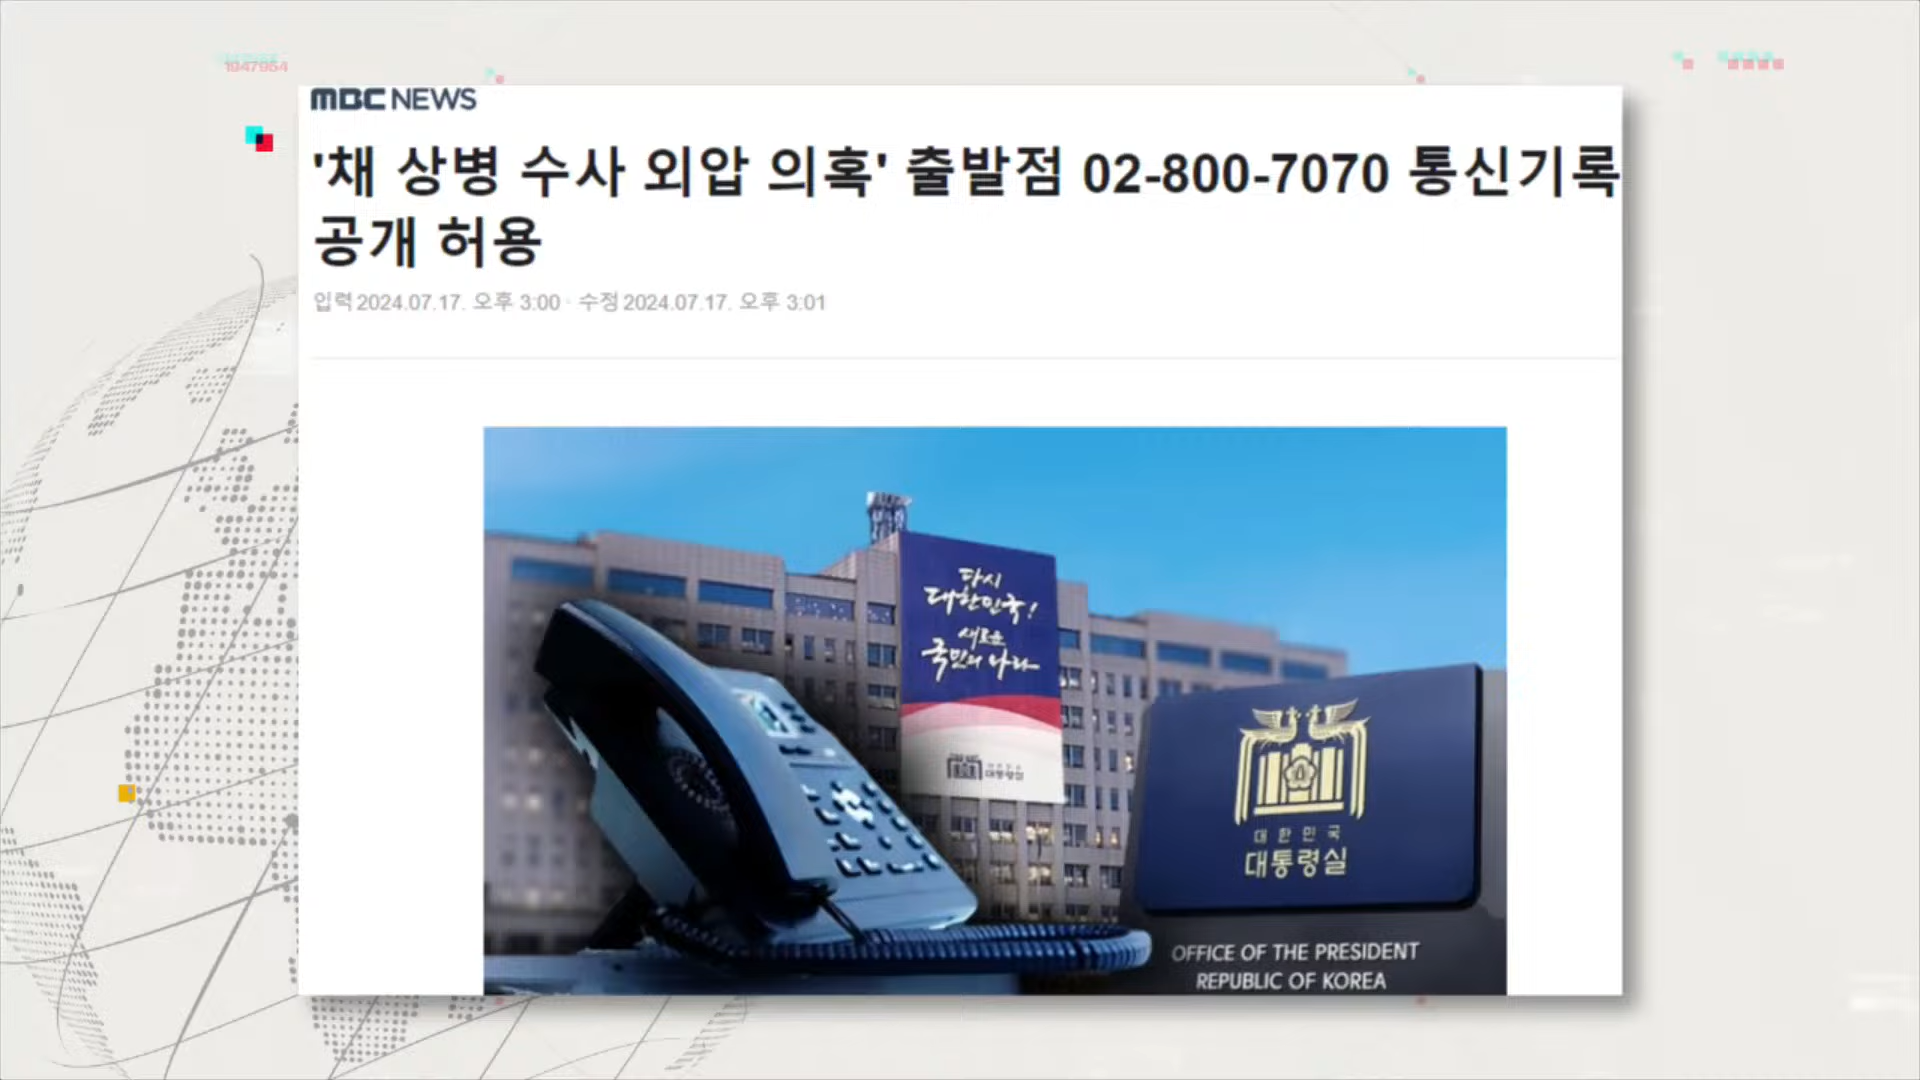 1947954
MBC NEWS
'채 상병 수사 외압 의혹' 출발점 02-800-7070 통신기록
공개 허용
입력 2024.07.17. 오후 3:00 · 수정 2024.07.17. 오후 3:01
당시
대한민국!
새로운
국민의 나라
대통령실
대한민국
대통령실
OFFICE OF THE PRESIDENT
REPUBLIC OF KOREA